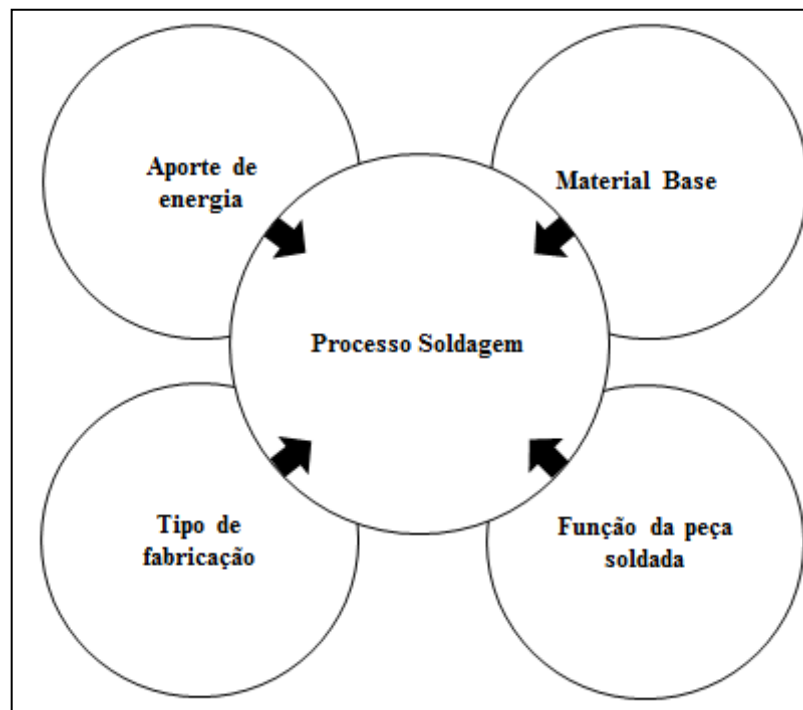 Aporte de
energia
Material Base
Processo Soldagem
Tipo de
fabricação
Função da peça
soldada